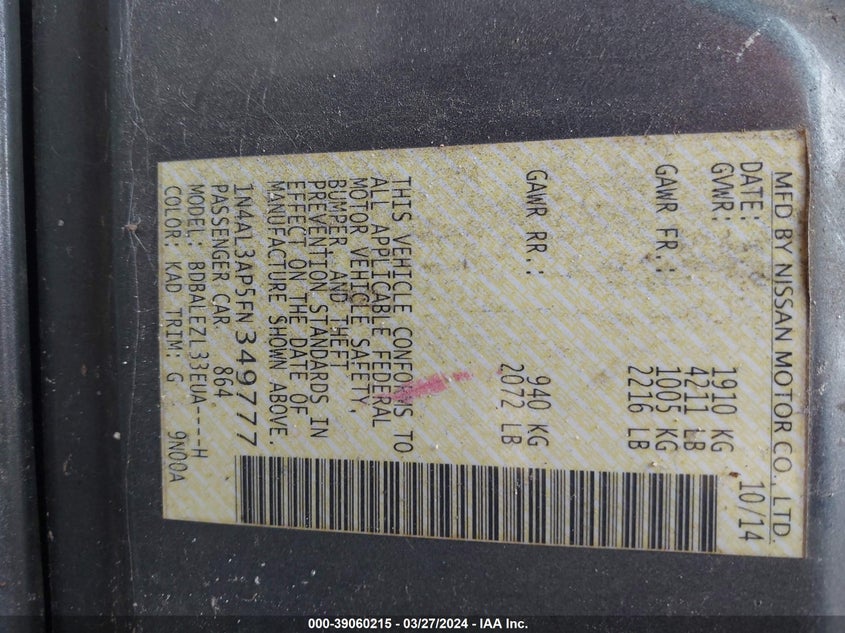 MFD BY NISSAN MOTOR CO., LTD.
DATE: 10/14
GVWR: 1910 KG
4211 LB
GAWR FR.: 1005 KG
2216 LB
GAWR RR.: 940 KG
2072 LB
THIS VEHICLE CONFORMS TO
ALL APPLICABLE FEDERAL
MOTOR VEHICLE SAFETY,
BUMPER AND THEFT
PREVENTION STANDARDS IN
EFFECT ON THE DATE OF
MANUFACTURE SHOWN ABOVE.
1N4AL3AP5FN349777
PASSENGER CAR 864
MODEL: BDBALEZL33EUA----H
COLOR: KAD TRIM: G 9N00A
000-39060215 - 03/27/2024 - IAA Inc.